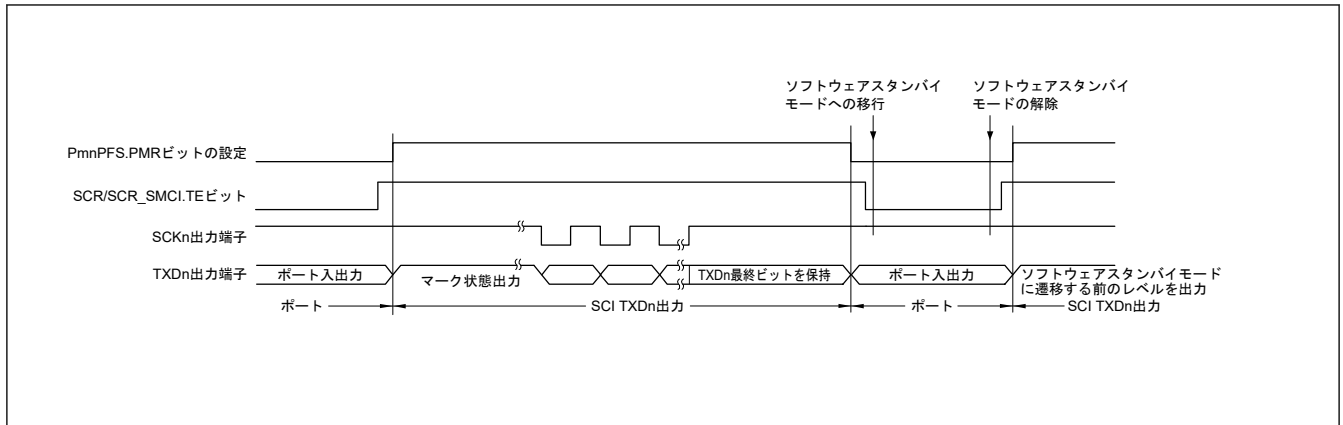 ソフトウェアスタンバイ
モードへの移行
ソフトウェアスタンバイ
モードの解除
PmnPFS.PMRビットの設定
SCR/SCR_SMCI.TEビット
SCKn出力端子
TXDn出力端子
ポート入出力
マーク状態出力
TXDn最終ビットを保持
ポート入出力
ソフトウェアスタンバイモード
に遷移する前のレベルを出力
ポート
SCI TXDn出力
ポート
SCI TXDn出力